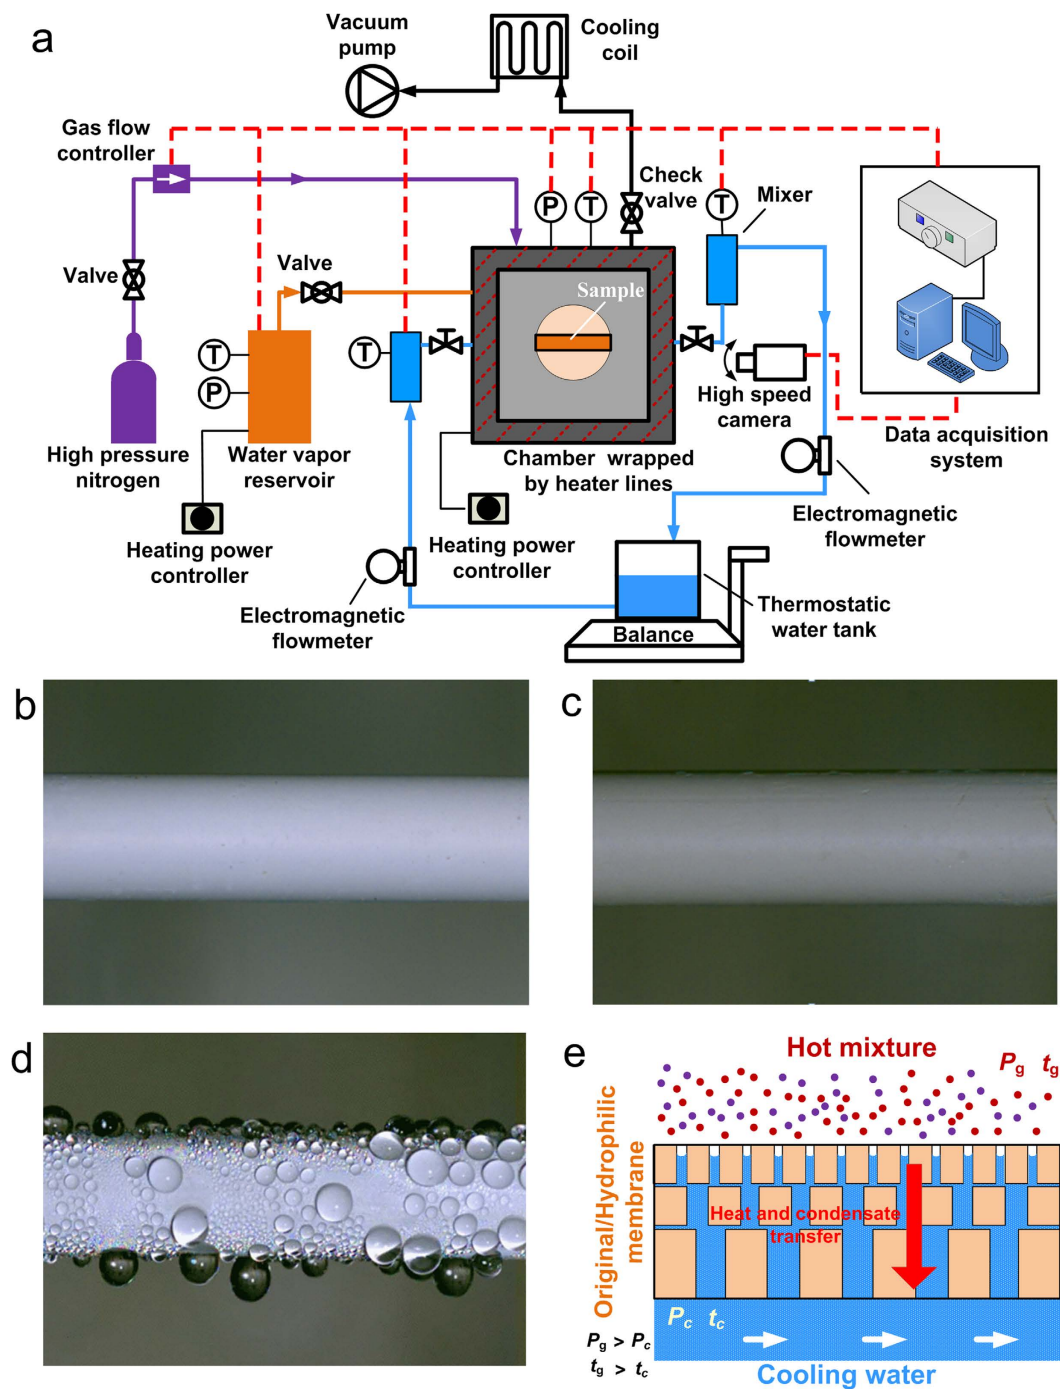 a
Vacuum
pump
Cooling
coil
Gas flow
controller
P
T
Check
valve
T
Mixer
Valve
Valve
Sample
T
P
T
High speed
camera
High pressure
nitrogen
Water vapor
reservoir
Chamber wrapped
by heater lines
Data acquisition
system
Heating power
controller
Heating power
controller
Electromagnetic
flowmeter
Electromagnetic
flowmeter
Thermostatic
water tank
Balance
b
c
d
e
Hot mixture
Pg tg
Original/Hydrophilic
membrane
Heat and condensate
transfer
Pc tc
Pg > Pc
tg > tc
Cooling water